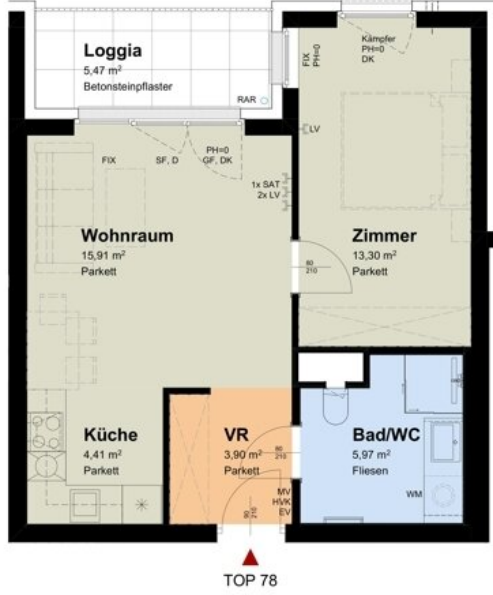 Loggia
5,47 m²
Betonsteinpflaster
RAR
Kämpfer
PH=0
DK
FIX
PH=0
LV
FIX
SF, D
PH=0
GF, DK
1x SAT
2x LV
Wohnraum
15,91 m²
Parkett
Zimmer
13,30 m²
Parkett
80
210
Küche
4,41 m²
Parkett
VR
3,90 m²
Parkett
80
210
Bad/WC
5,97 m²
Fliesen
WM
MV
HVK
EV
90
210
TOP 78